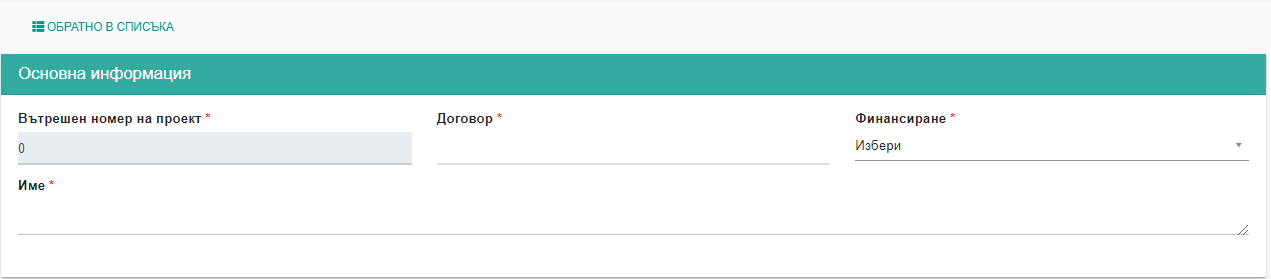 ОБРАТНО В СПИСЪКА
Основна информация
Вътрешен номер на проект *
Договор *
Финансиране *
0
Избери
Име *